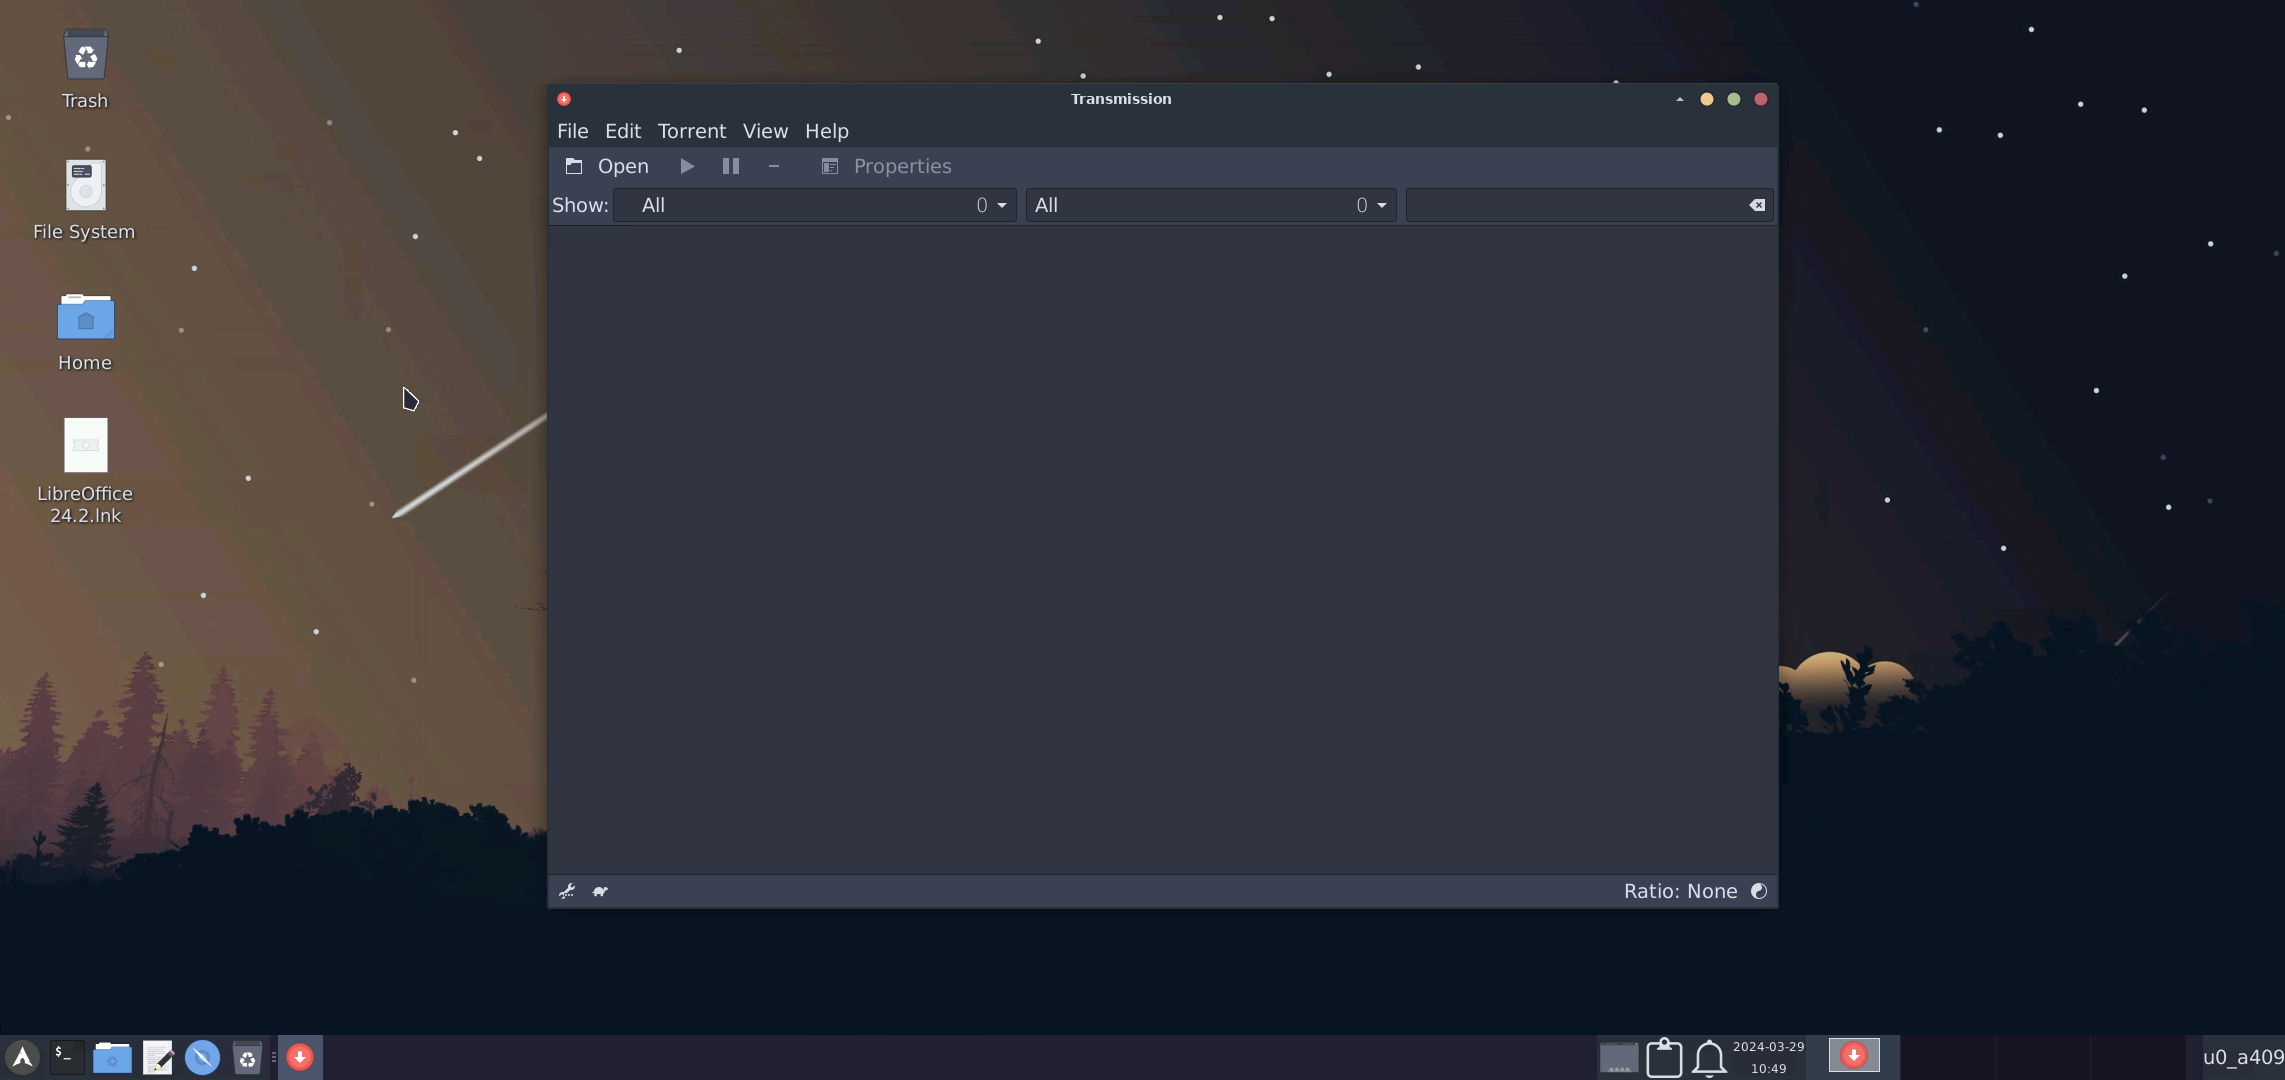 Trash
File System
Home
LibreOffice
24.2.lnk
Transmission
File Edit Torrent View Help
Open Properties
Show: All 0 All 0
Ratio: None
$_
2024-03-29
10:49
u0_a409